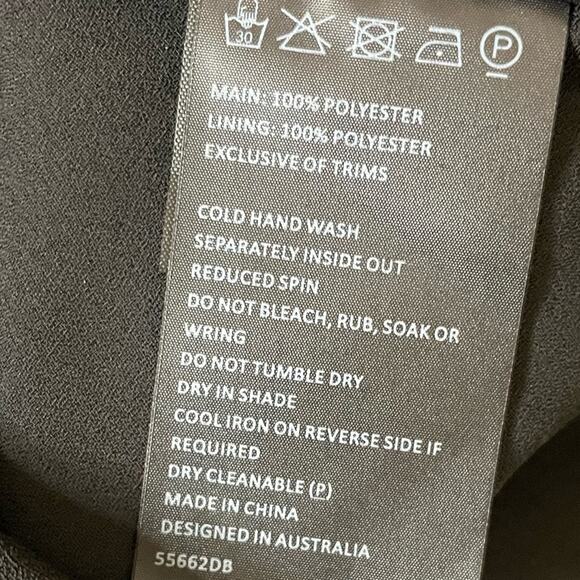 30 P
MAIN: 100% POLYESTER
LINING: 100% POLYESTER
EXCLUSIVE OF TRIMS
COLD HAND WASH
SEPARATELY INSIDE OUT
REDUCED SPIN
DO NOT BLEACH, RUB, SOAK OR
WRING
DO NOT TUMBLE DRY
DRY IN SHADE
COOL IRON ON REVERSE SIDE IF
REQUIRED
DRY CLEANABLE (P)
MADE IN CHINA
DESIGNED IN AUSTRALIA
55662DB